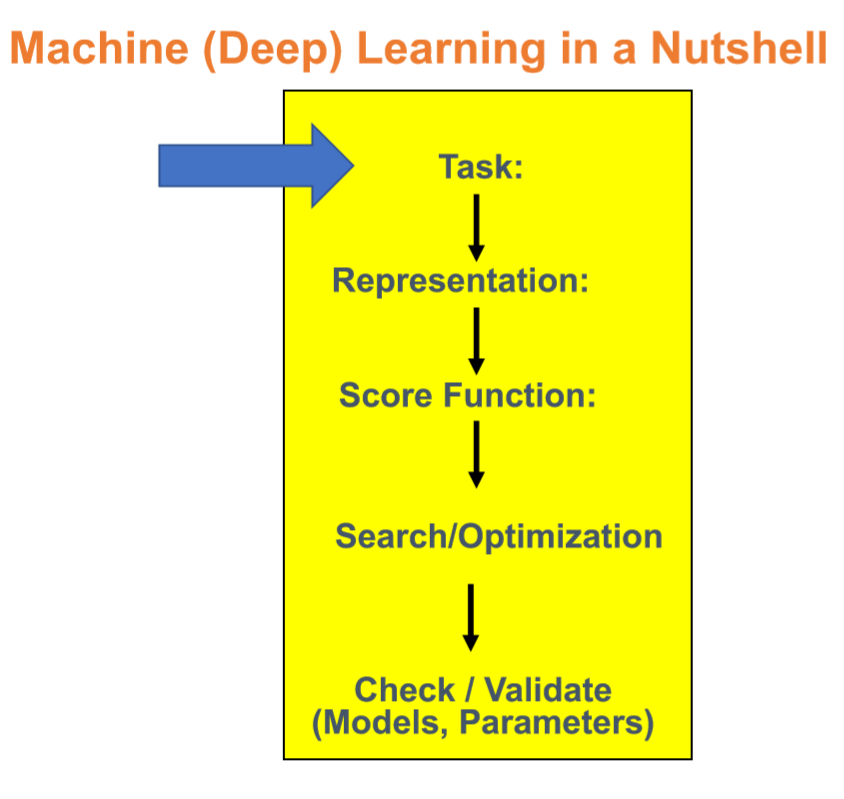 Machine (Deep) Learning in a Nutshell
Task:
Representation:
Score Function:
Search/Optimization
Check / Validate
(Models, Parameters)